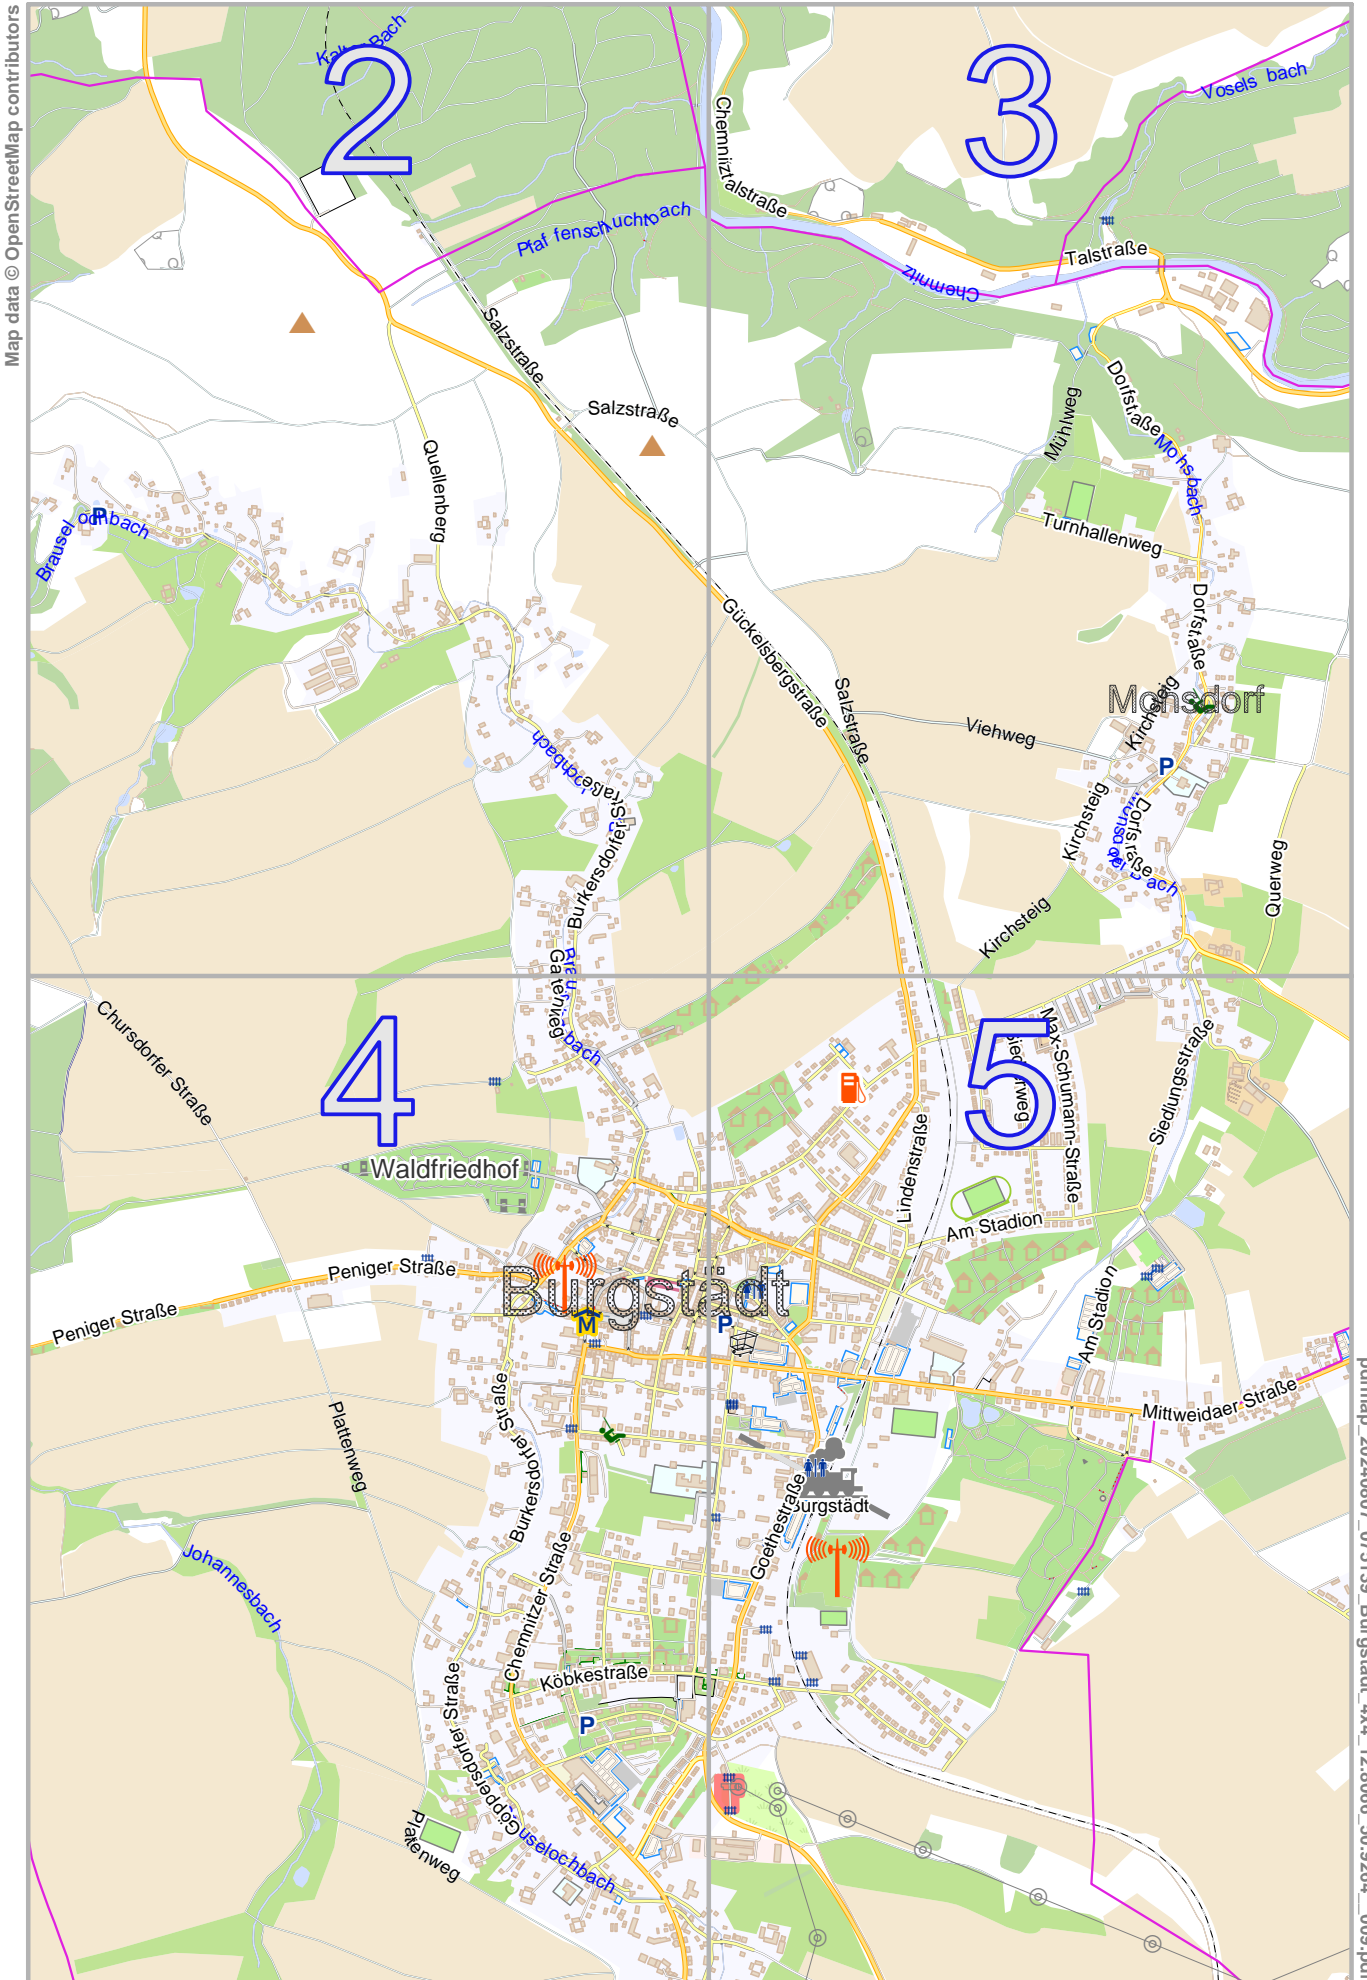 Map data © OpenStreetMap contributors
2
3
Vosels bach
Chemnitztalstraße
Pfaffenschluchtbach
Talstraße
Chemnitz
Salzstraße
Salzstraße
Dorfstraße
Mühlweg
Mohsbach
Quellenberg
P
Brauselochbach
Turnhallenweg
Dorfstraße
Gückelsbergstraße
Salzstraße
Mohsdorf
Kirchsteig
Viehweg
P
Kirchsteig
Dorfstraße
Querweg
Burkersdorfer Straße
Kirchsteig
Gartenweg
4
5
Chursdorfer Straße
Max-Schumann-Straße
Siedlungsstraße
Lindenstraße
Waldfriedhof
Am Stadion
Peniger Straße
Peniger Straße
Burgstädt
M
P
Am Stadion
Mittweidaer Straße
Plattenweg
Burkersdorfer Straße
Burgstädt
Goethestraße
Johannesbach
Chemnitzer Straße
Köbkestraße
P
Göppersdorfer Straße
Plattenweg